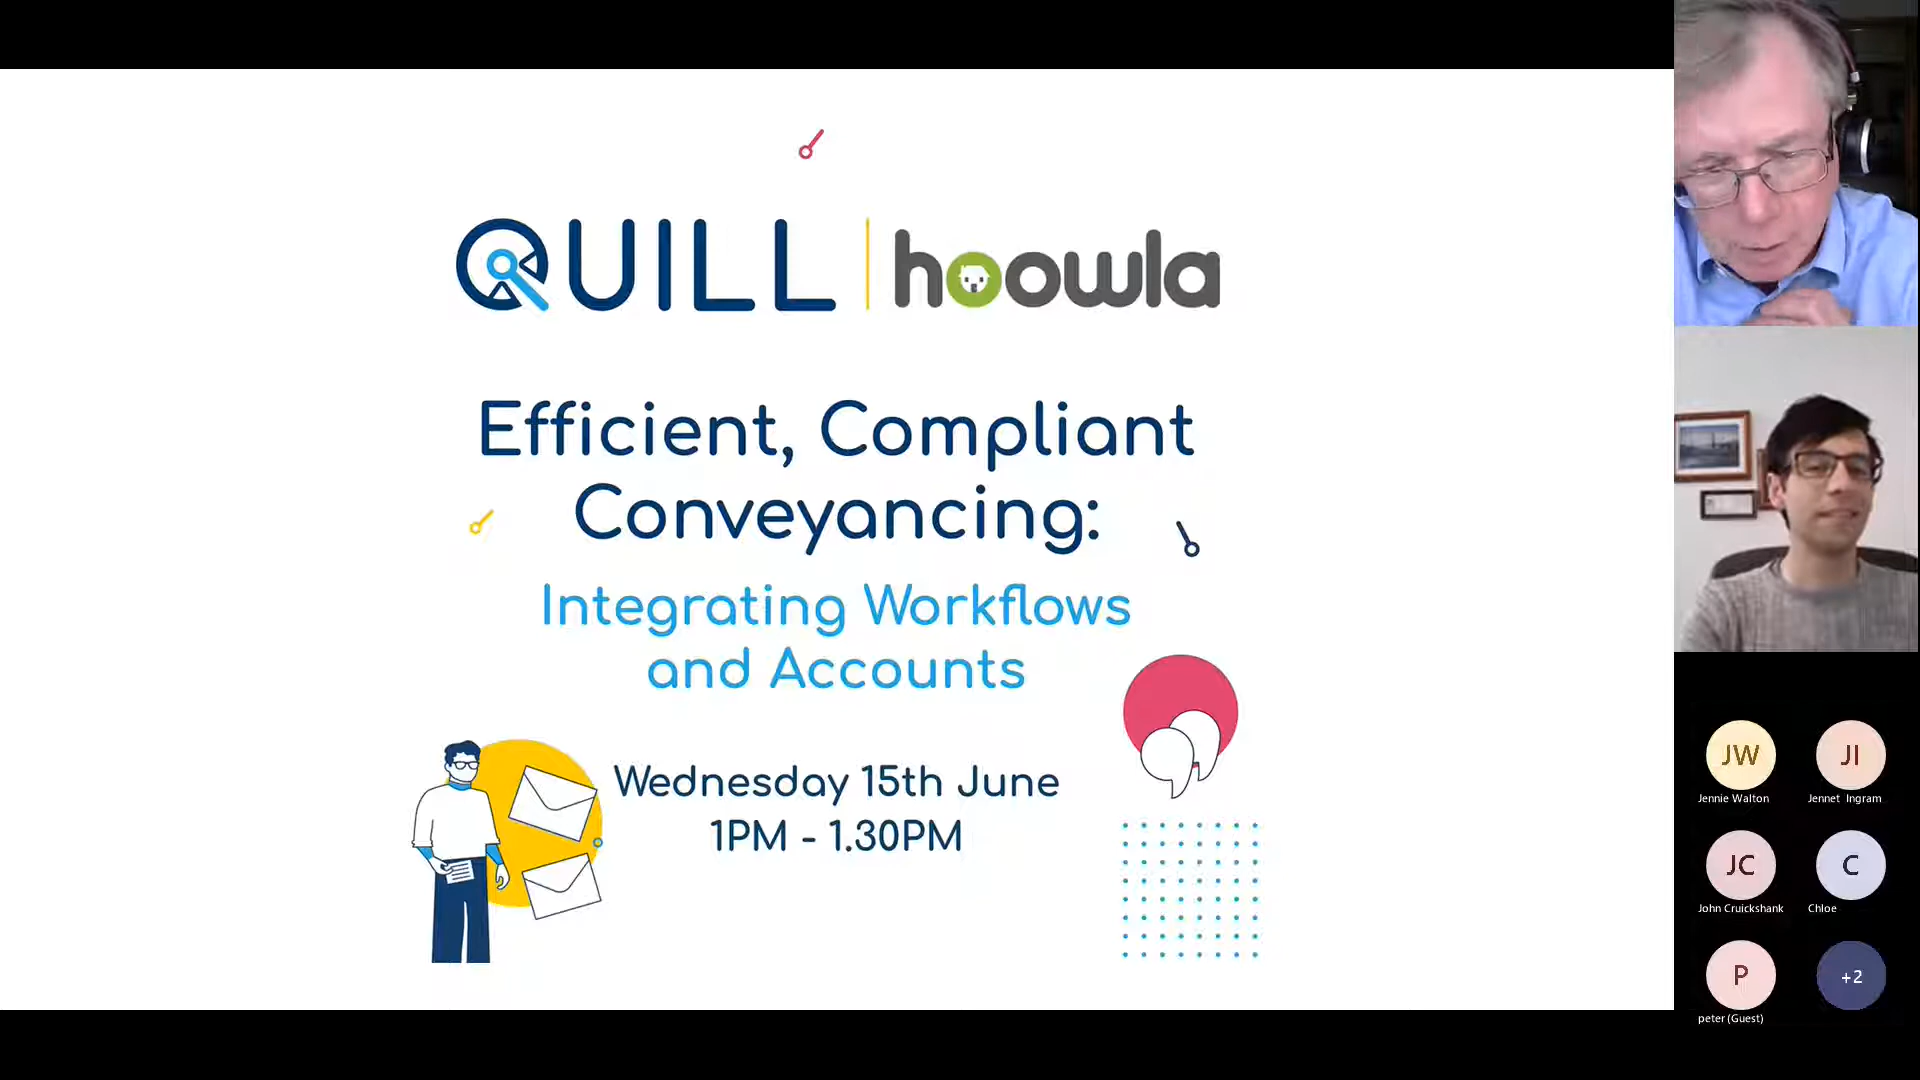 QUILL hoowla
Efficient, Compliant
Conveyancing:
Integrating Workflows
and Accounts
Wednesday 15th June
1PM - 1.30PM
JW
Jennie Walton
JI
Jennet Ingram
JC
John Cruickshank
C
Chloe
P
peter (Guest)
+2